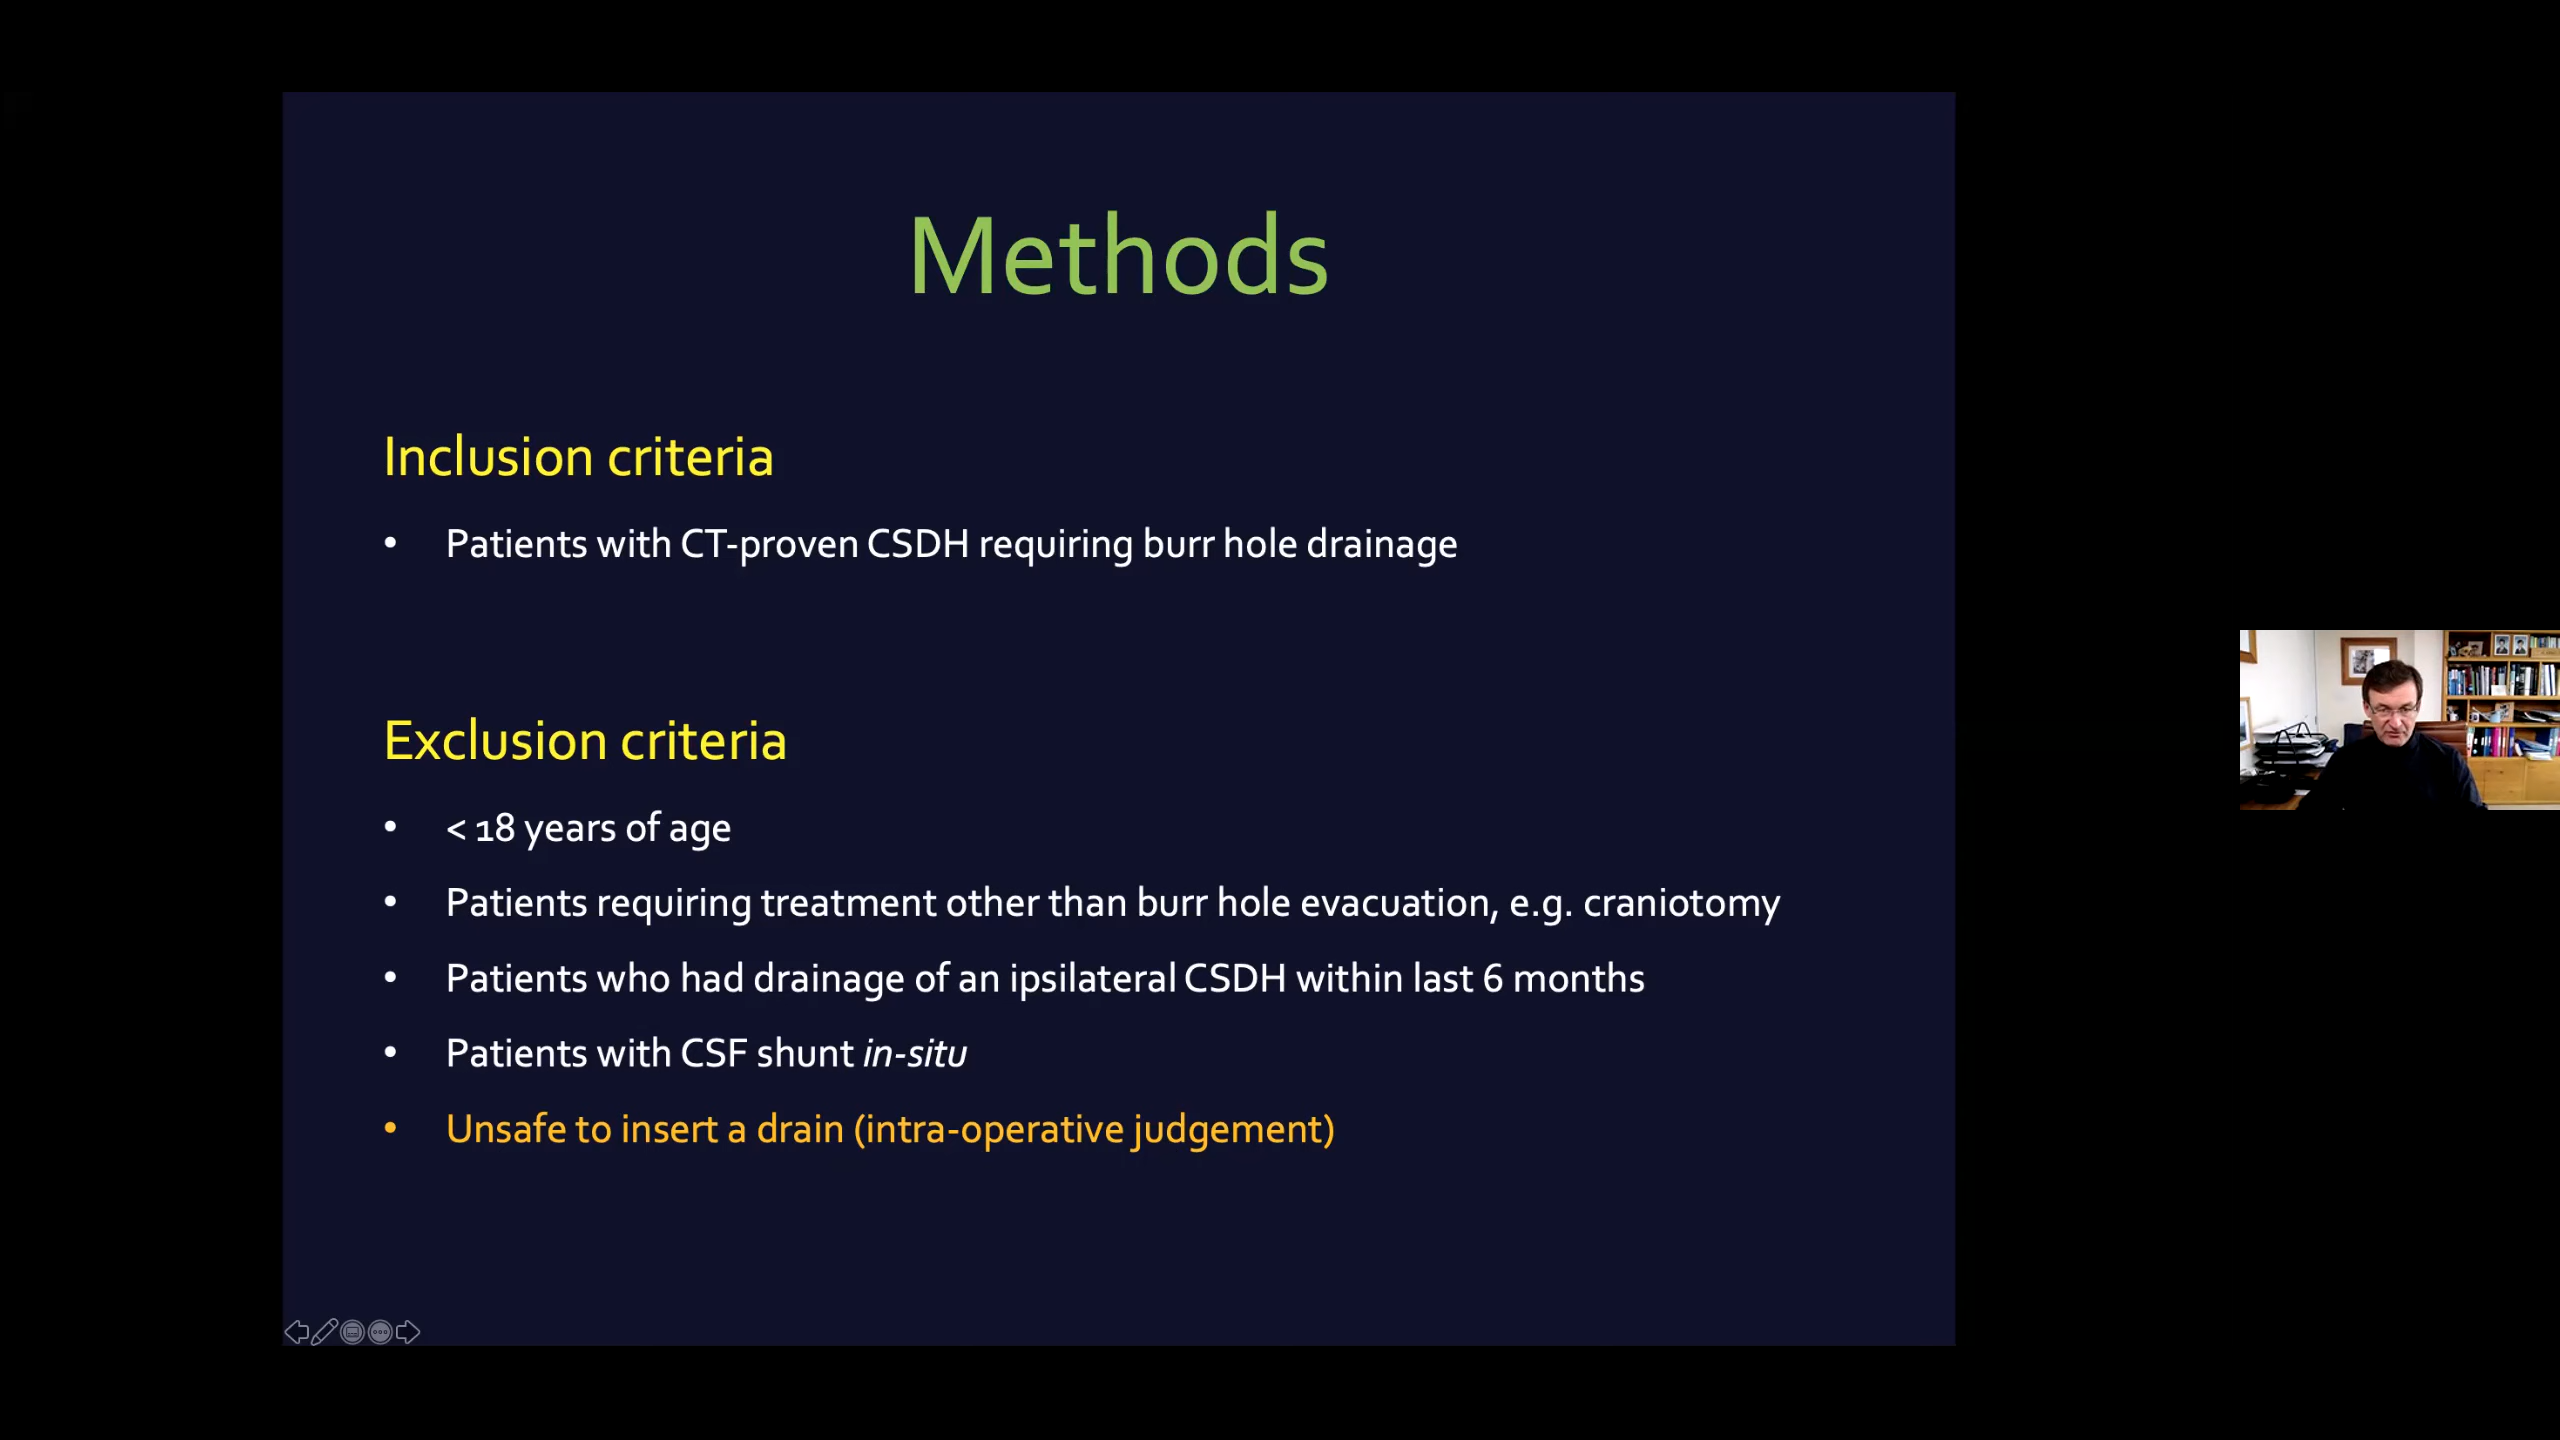 Methods
Inclusion criteria
• Patients with CT-proven CSDH requiring burr hole drainage
Exclusion criteria
• < 18 years of age
• Patients requiring treatment other than burr hole evacuation, e.g. craniotomy
• Patients who had drainage of an ipsilateral CSDH within last 6 months
• Patients with CSF shunt in-situ
• Unsafe to insert a drain (intra-operative judgement)